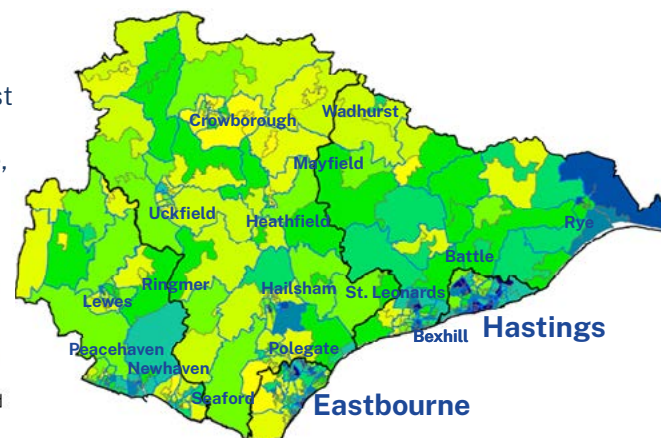 st
Crowborough
Wadhurst
,
Mayfield
Uckfield
Heathfield
Rye
Battle
Ringmer
Hailsham
St. Leonards
Lewes
Hastings
Bexhill
Peacehaven
Polegate
Newhaven
Seaford
d
Eastbourne